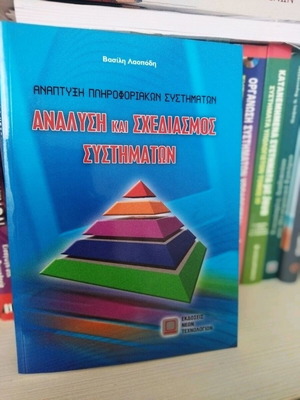 Βασίλη Λαοπόδη
ΑΝΑΠΤΥΞΗ ΠΛΗΡΟΦΟΡΙΑΚΩΝ ΣΥΣΤΗΜΑΤΩΝ
ΑΝΑΛΥΣΗ ΚΑΙ ΣΧΕΔΙΑΣΜΟΣ
ΣΥΣΤΗΜΑΤΩΝ
ΕΚΔΟΣΕΙΣ
ΝΕΩΝ
ΤΕΧΝΟΛΟΓΙΩΝ